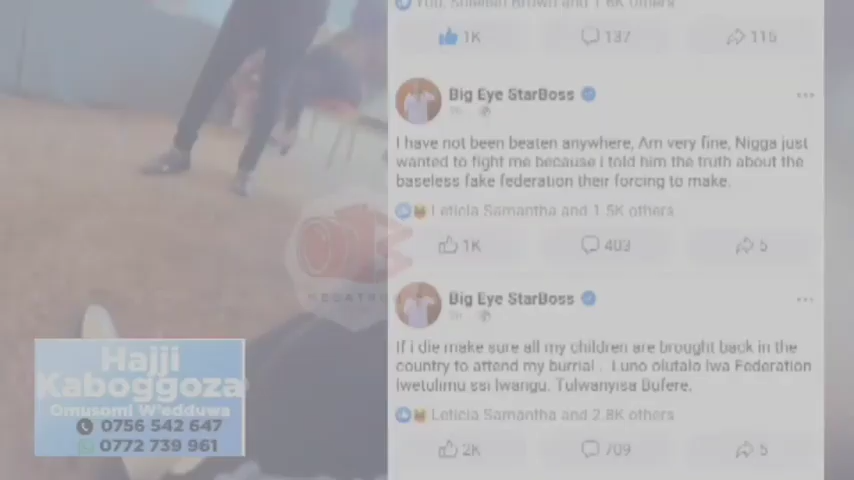 1K
137
115
Big Eye StarBoss
I have not been beaten anywhere, Am very fine, Nigga just
wanted to fight me because i told him the truth about the
baseless fake federation their forcing to make.
Leticia Samantha and 1.5K others
1K
403
5
Big Eye StarBoss
If i die make sure all my children are brought back in the
country to attend my burrial . Luno olutalo lwa Federation
lwetulimu ssi lwangu. Tulwanyisa Bufere.
Leticia Samantha and 2.8K others
2K
709
5
Hajji
Kaboggoza
Omusomi W'edduwa
0756 542 647
0772 739 961